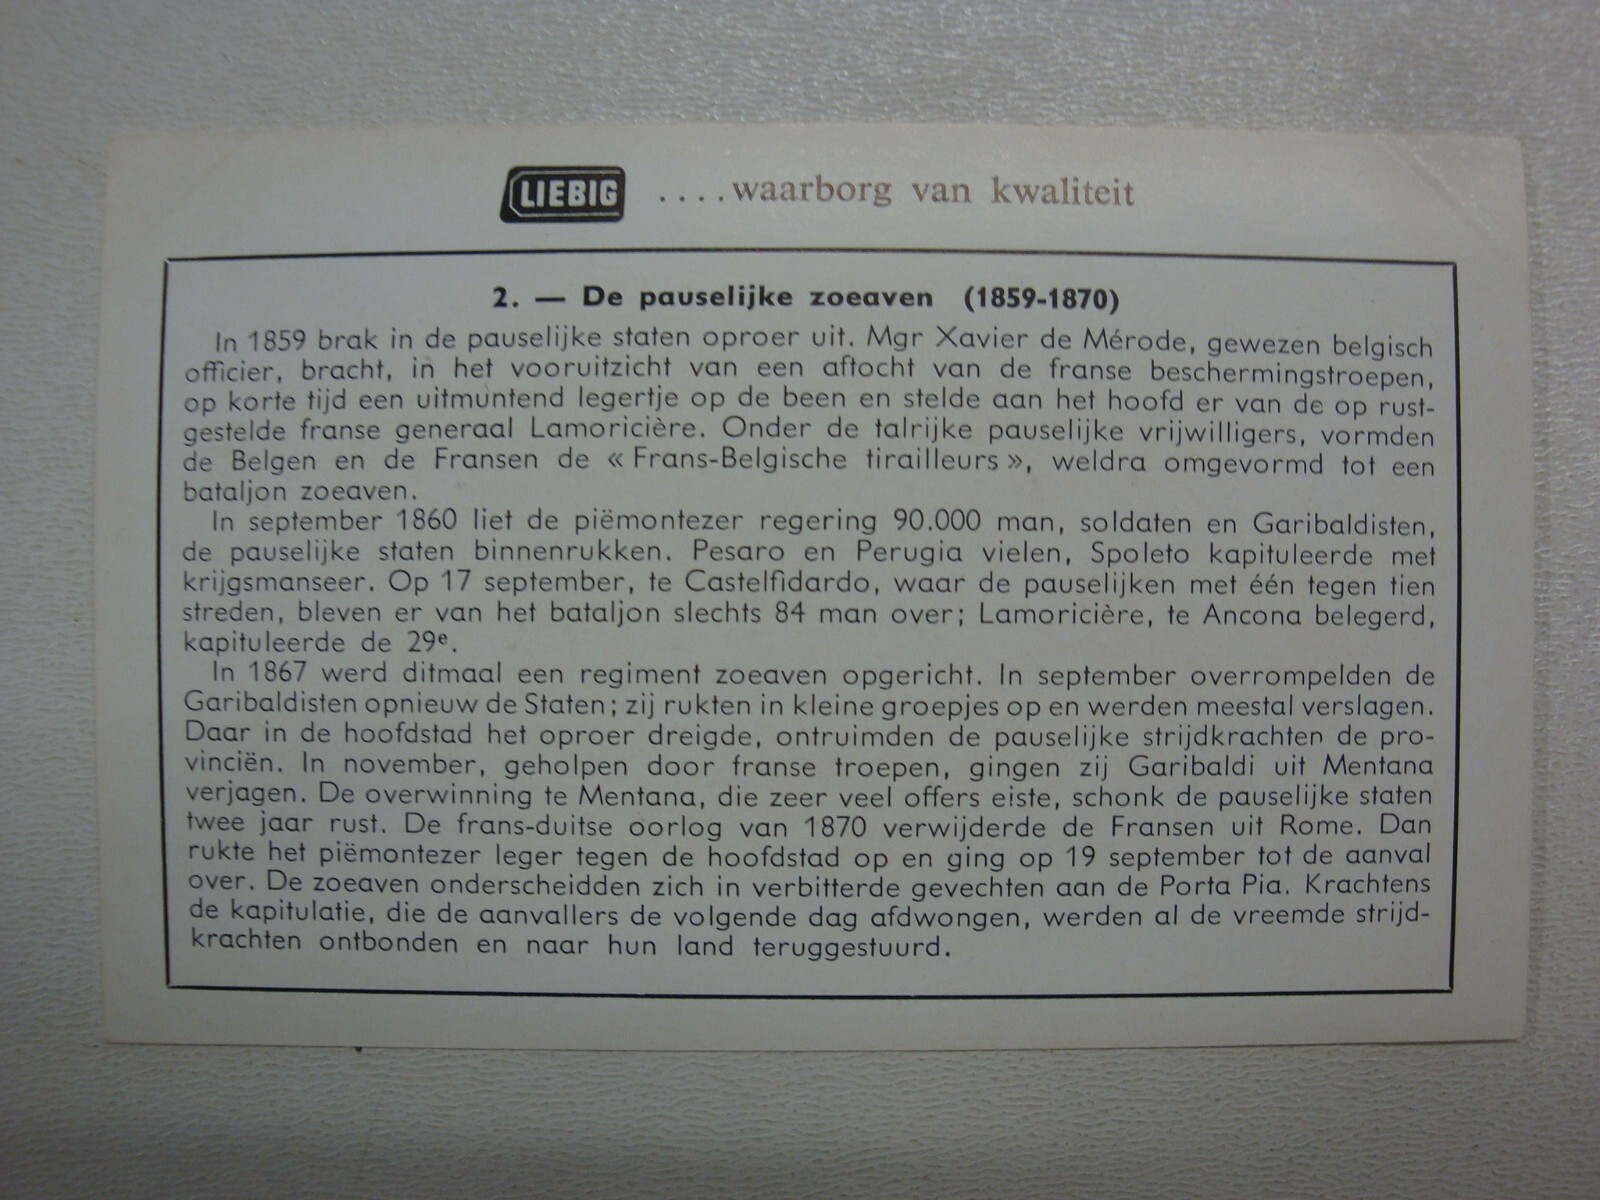 LIEBIG ....waarborg van kwaliteit
2. — De pauselijke zoeaven (1859-1870)
In 1859 brak in de pauselijke staten oproer uit. Mgr Xavier de Mérode, gewezen belgisch
officier, bracht, in het vooruitzicht van een aftocht van de franse beschermingstroepen,
op korte tijd een uitmuntend legertje op de been en stelde aan het hoofd er van de op rust-
gestelde franse generaal Lamoricière. Onder de talrijke pauselijke vrijwilligers, vormden
de Belgen en de Fransen de « Frans-Belgische tirailleurs », weldra omgevormd tot een
bataljon zoeaven.
In september 1860 liet de piëmontezer regering 90.000 man, soldaten en Garibaldisten,
de pauselijke staten binnenrukken. Pesaro en Perugia vielen, Spoleto kapituleerde met
krijgsmanseer. Op 17 september, te Castelfidardo, waar de pauselijken met één tegen tien
streden, bleven er van het bataljon slechts 84 man over; Lamoricière, te Ancona belegerd,
kapituleerde de 29e.
In 1867 werd ditmaal een regiment zoeaven opgericht. In september overrompelden de
Garibaldisten opnieuw de Staten; zij rukten in kleine groepjes op en werden meestal verslagen.
Daar in de hoofdstad het oproer dreigde, ontruimden de pauselijke strijdkrachten de pro-
vinciën. In november, geholpen door franse troepen, gingen zij Garibaldi uit Mentana
verjagen. De overwinning te Mentana, die zeer veel offers eiste, schonk de pauselijke staten
twee jaar rust. De frans-duitse oorlog van 1870 verwijderde de Fransen uit Rome. Dan
rukte het piëmontezer leger tegen de hoofdstad op en ging op 19 september tot de aanval
over. De zoeaven onderscheidden zich in verbitterde gevechten aan de Porta Pia. Krachtens
de kapitulatie, die de aanvallers de volgende dag afdwongen, werden al de vreemde strijd-
krachten ontbonden en naar hun land teruggestuurd.